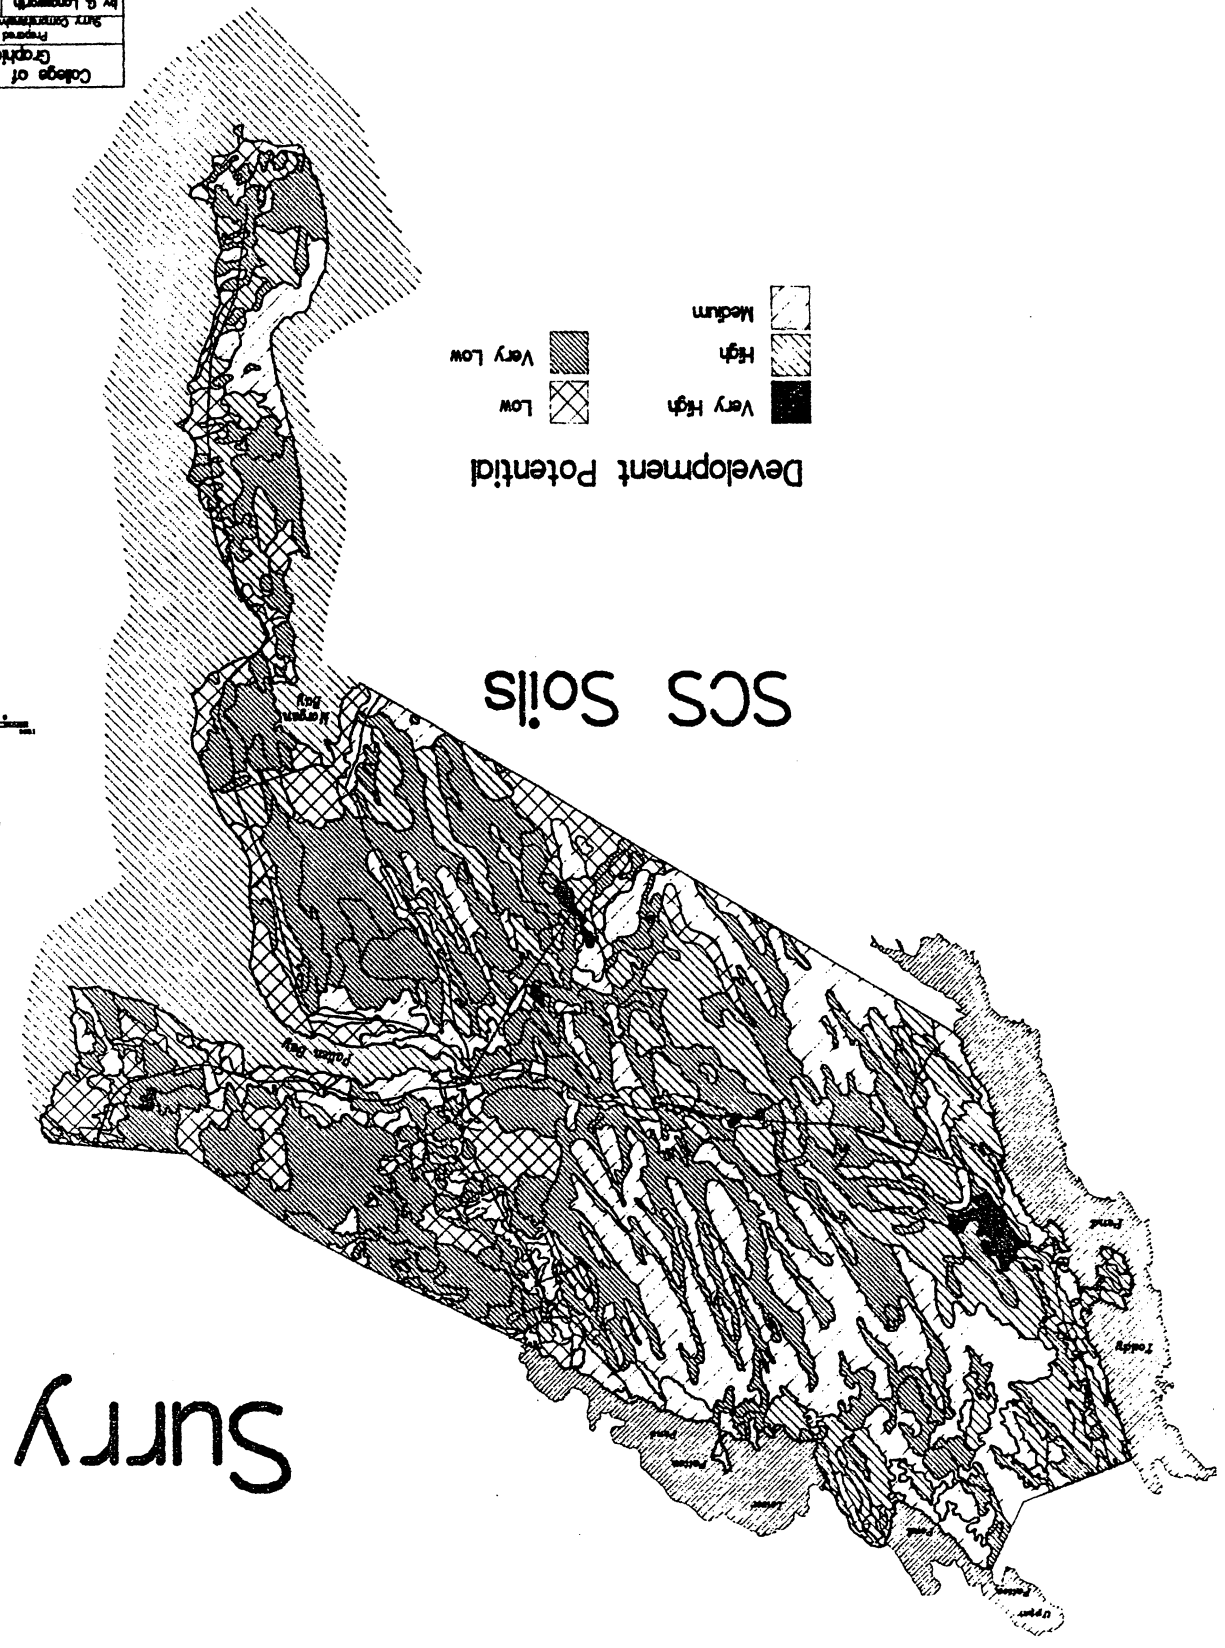 Surry
Upper
Patten
Pond
Lower
Patten
Pond
Toddy
Pond
Patten Bay
Morgan
Bay
SCS Soils
Development Potential
Very High
High
Medium
Low
Very Low
College of
Graphic
Prepared
Surry Comprehensive
by G. Longsworth